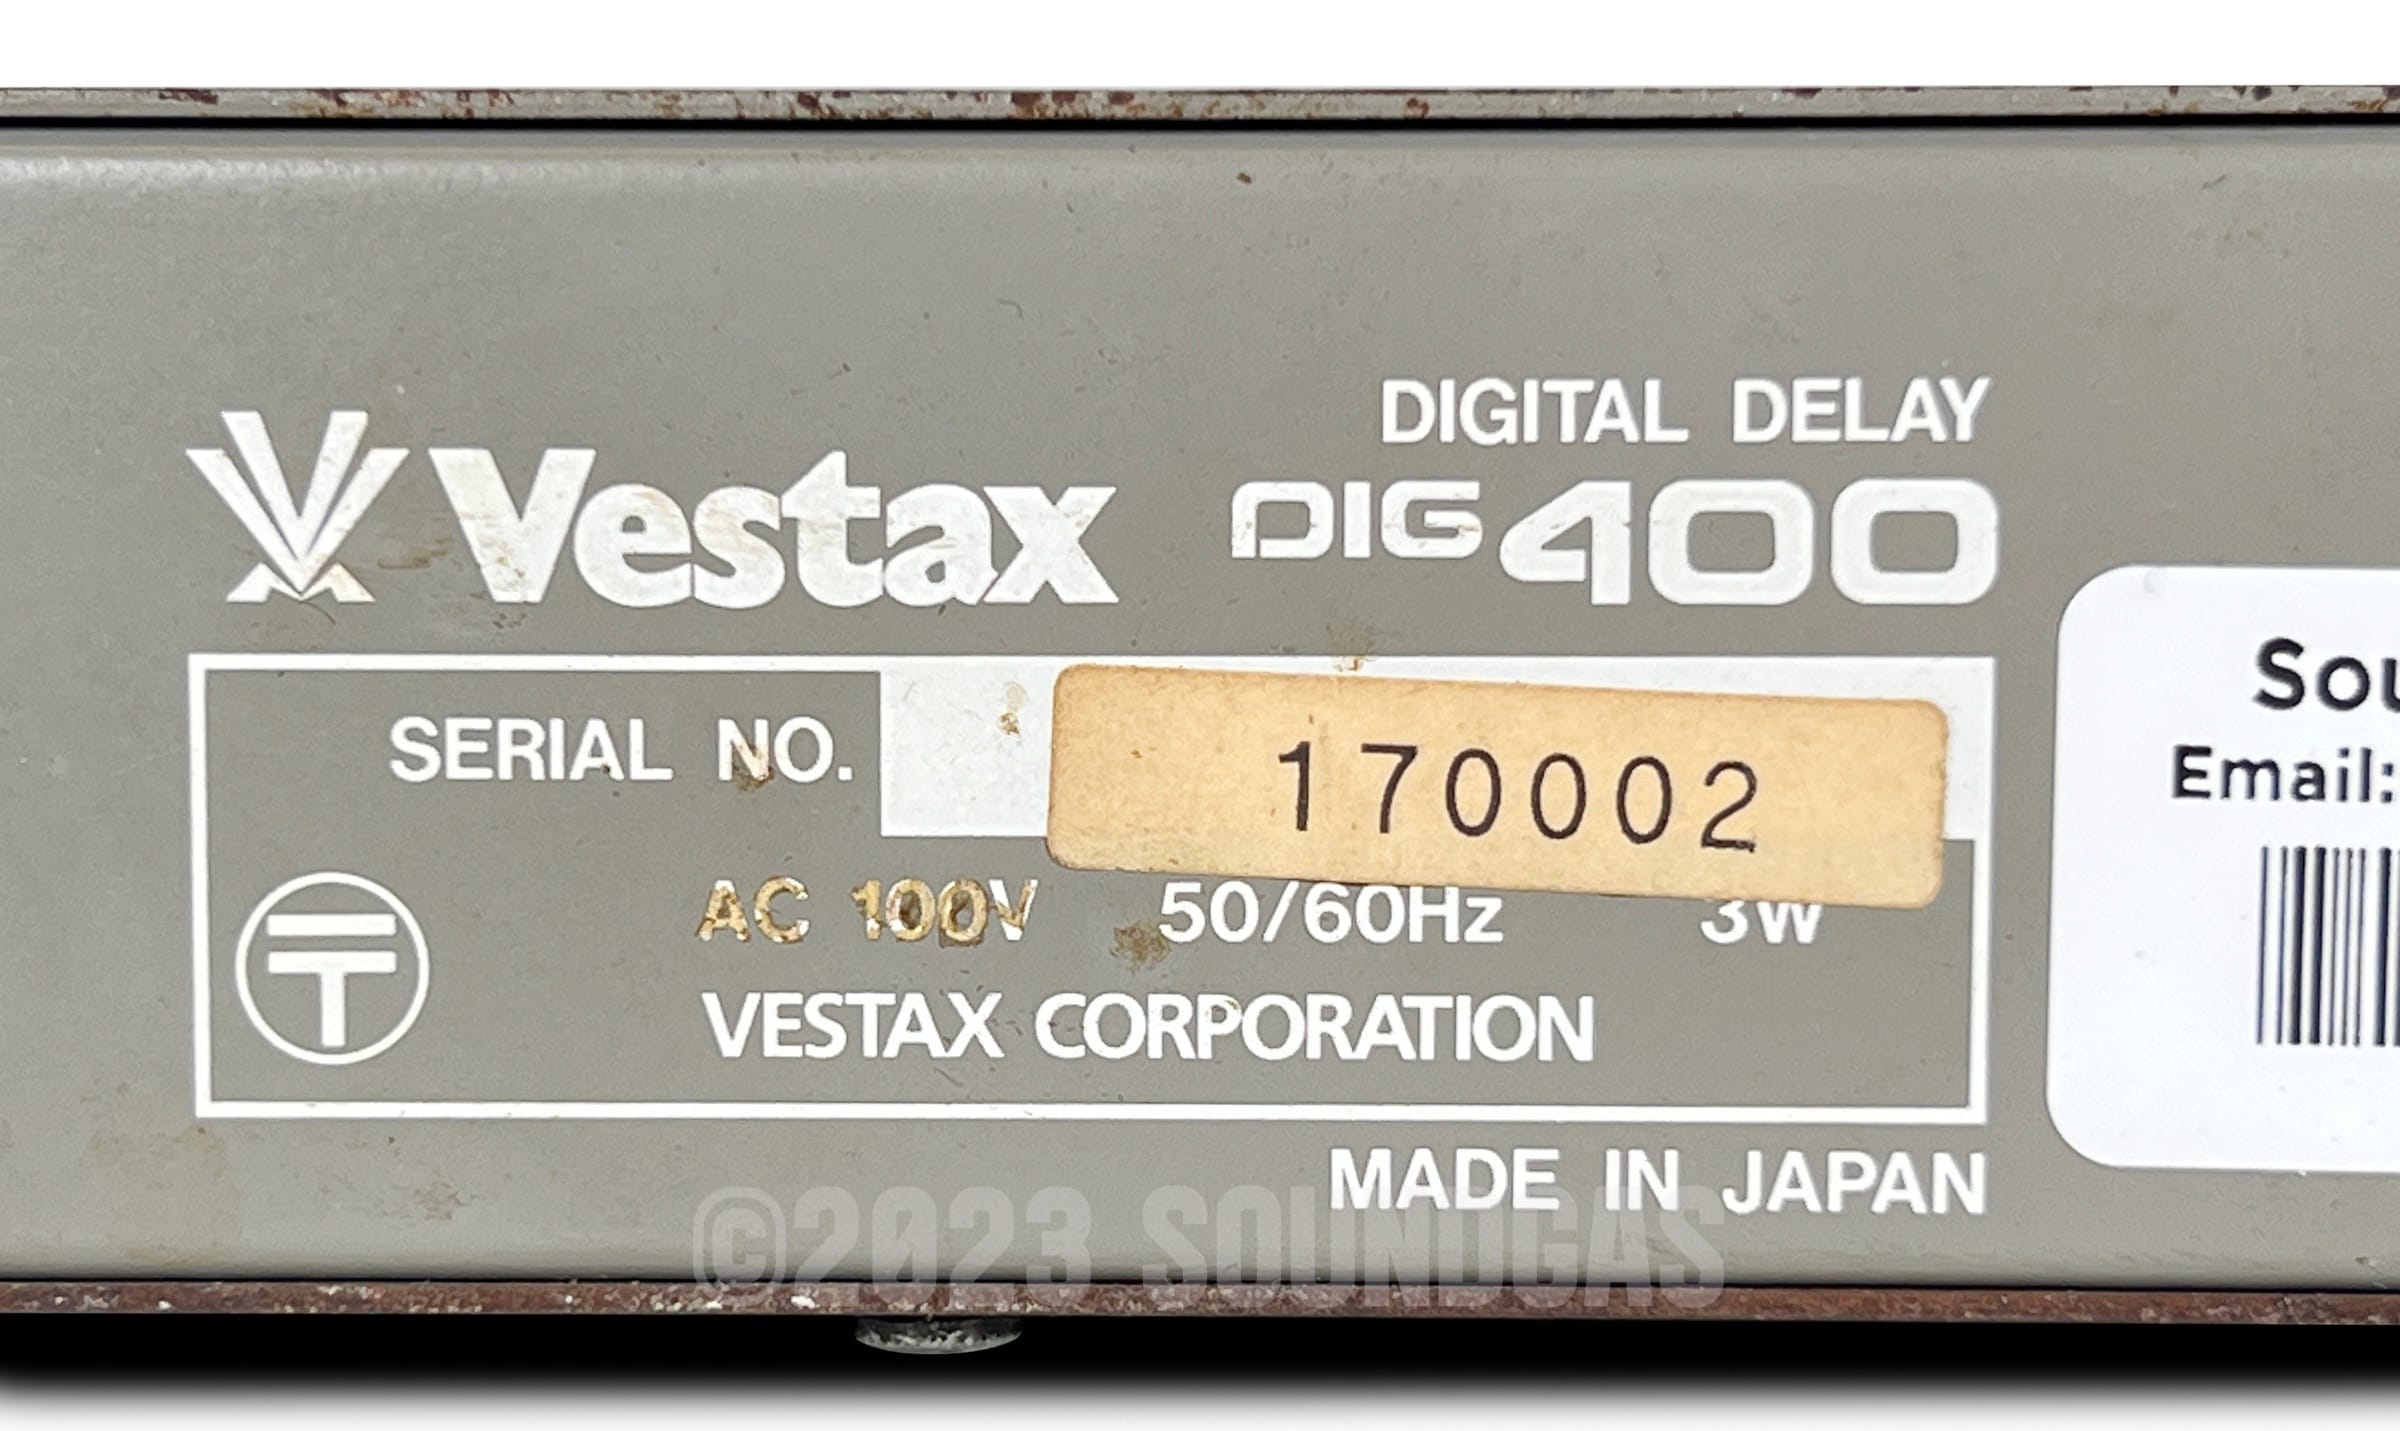 DIGITAL DELAY
Vestax DIG400
SERIAL NO. 170002
AC 100V 50/60Hz 3W
VESTAX CORPORATION
MADE IN JAPAN
©2023 SOUNDGAS
Email: